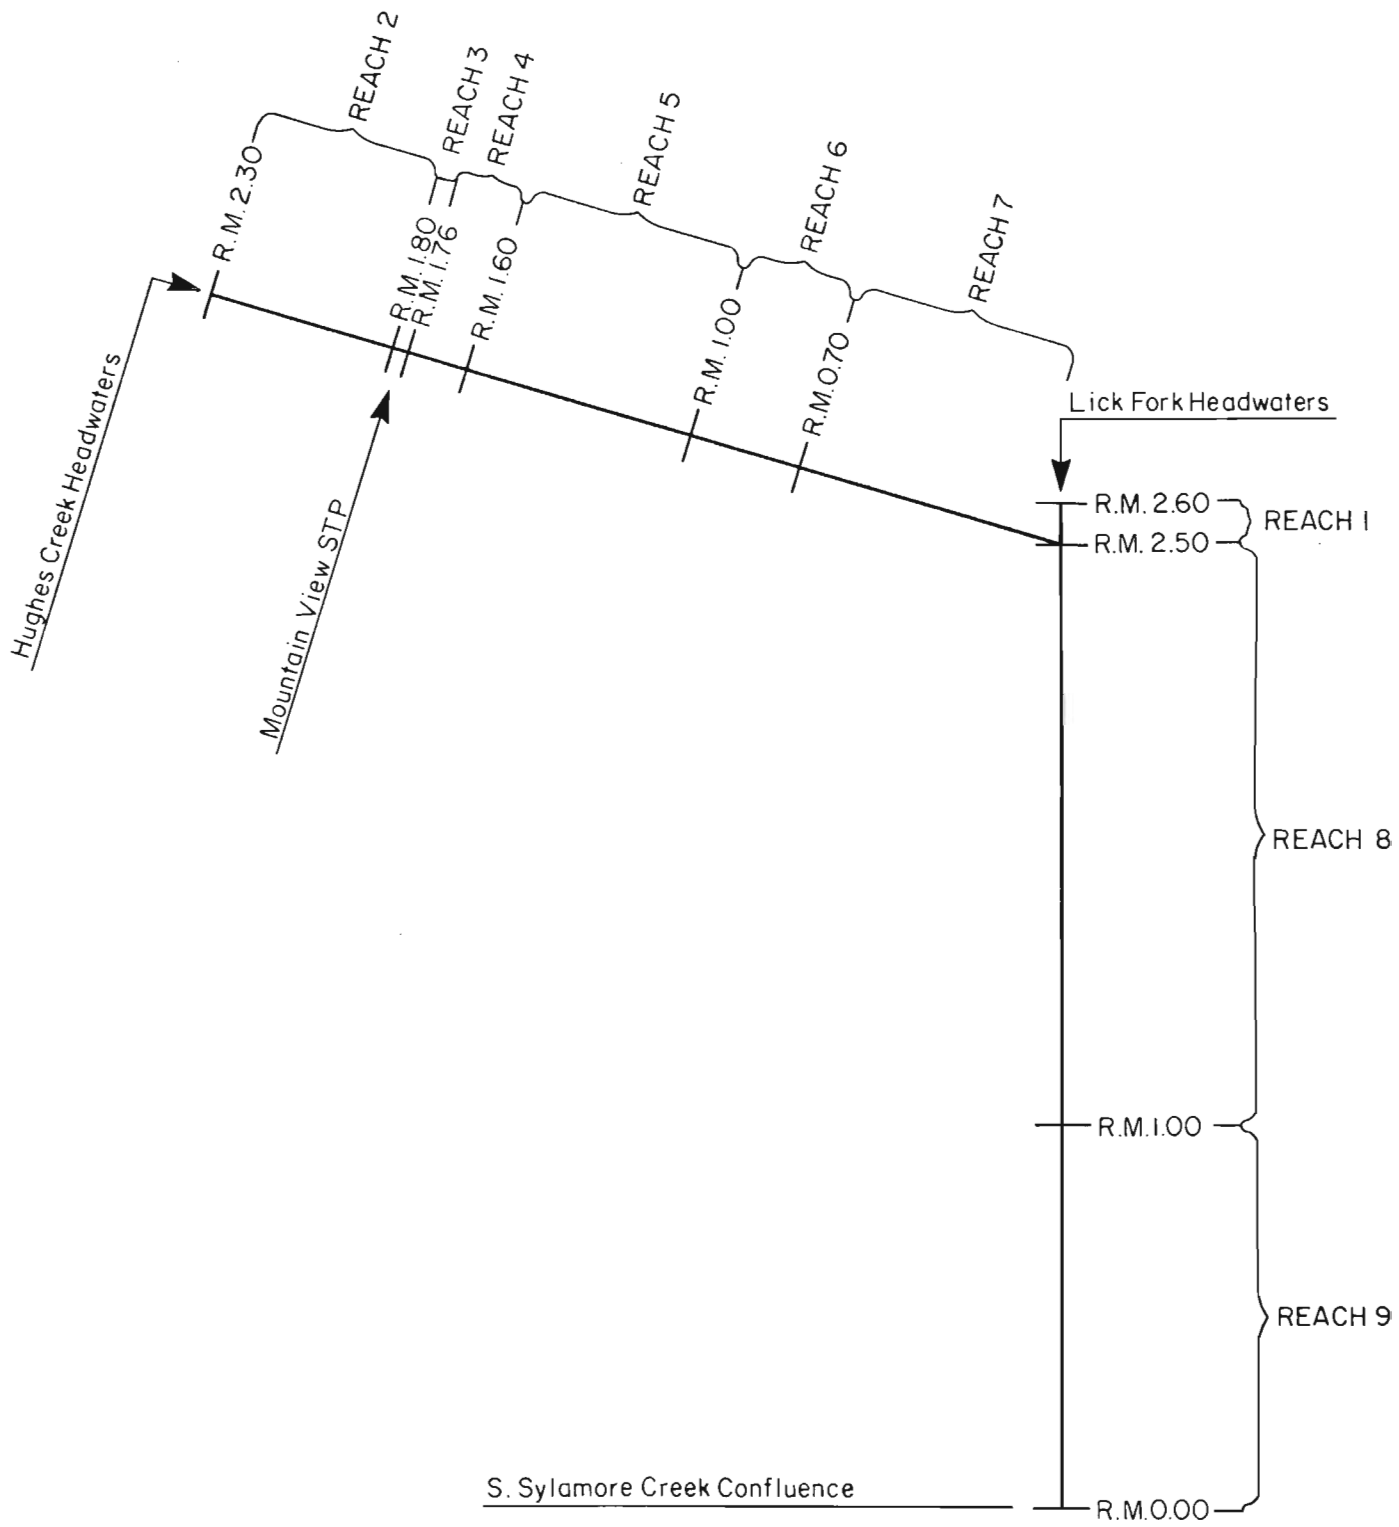 REACH 2
REACH 3
REACH 4
REACH 5
REACH 6
REACH 7
R.M. 2.30
R.M. 1.80
R.M. 1.76
R.M. 1.60
R.M. 1.00
R.M. 0.70
Hughes Creek Headwaters
Mountain View STP
Lick Fork Headwaters
R.M. 2.60
REACH 1
R.M. 2.50
REACH 8
R.M. 1.00
REACH 9
S. Sylamore Creek Confluence
R.M. 0.00